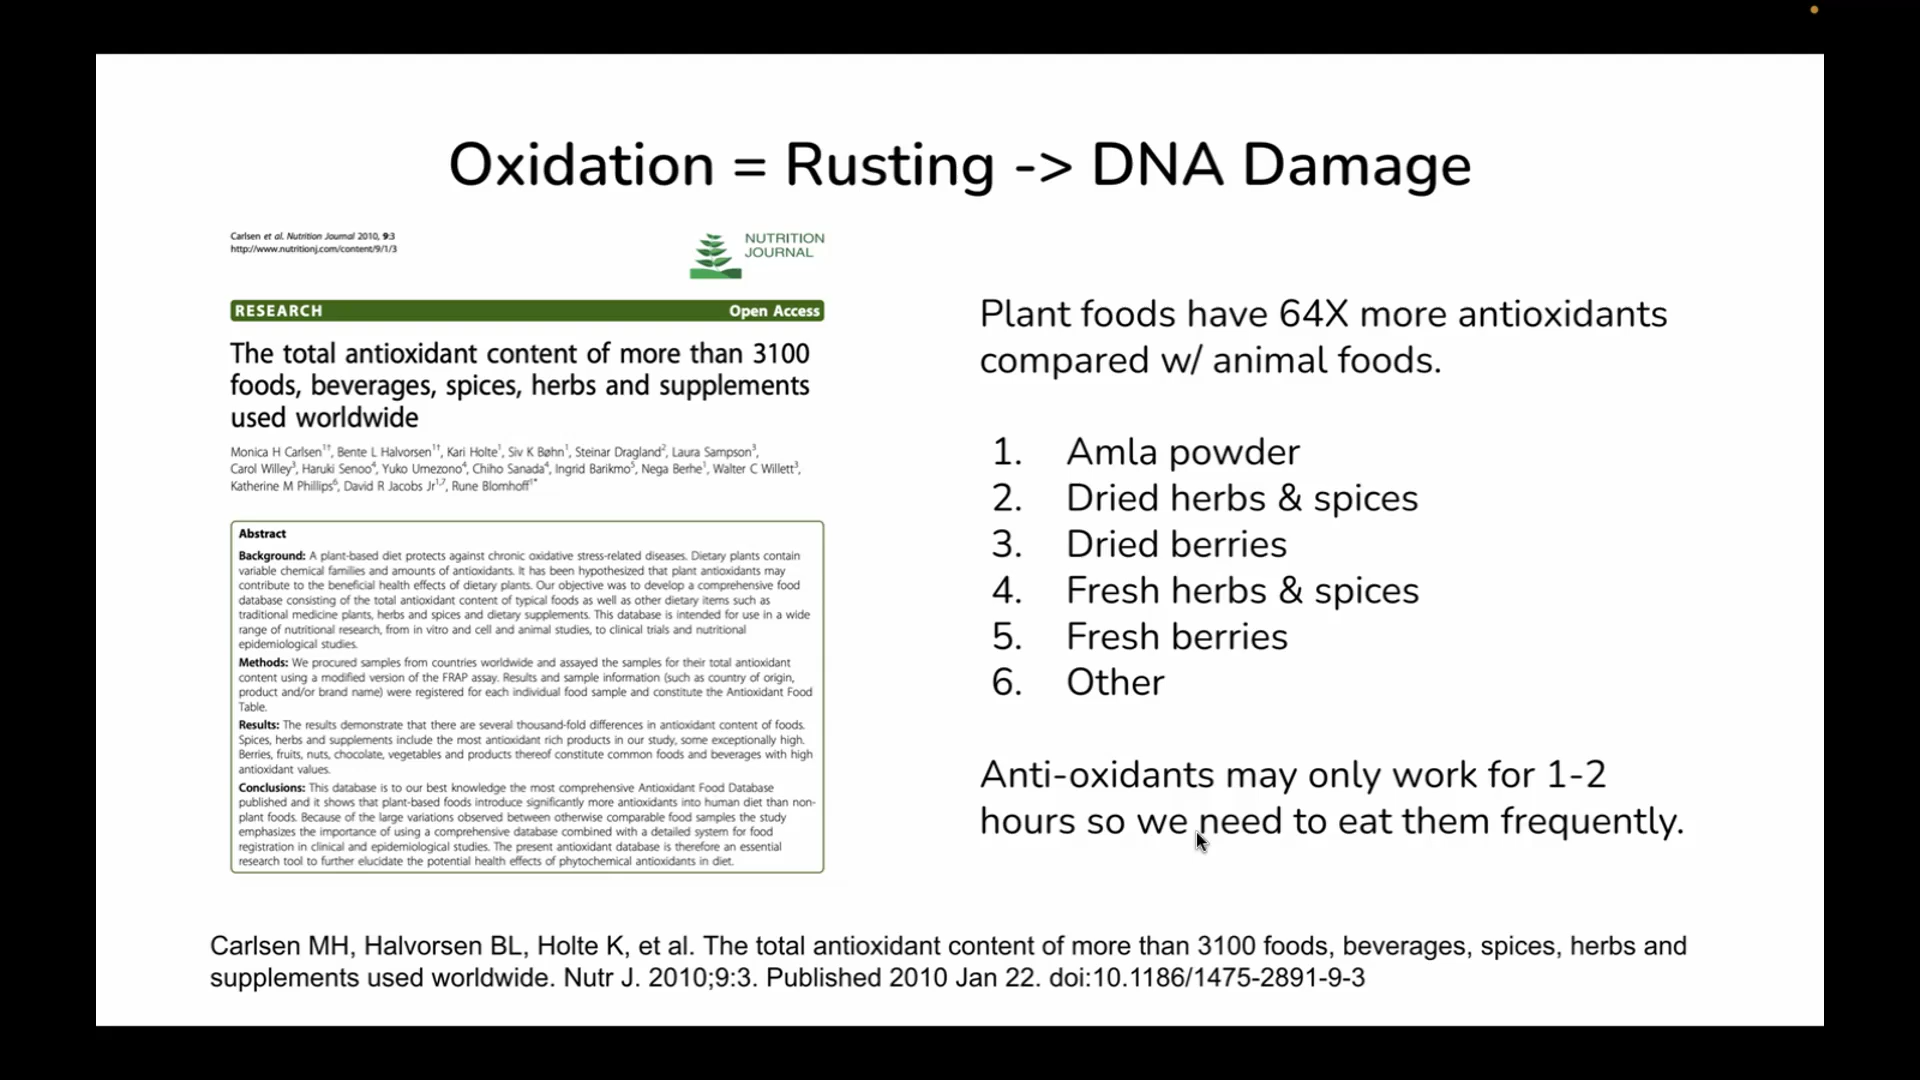 Oxidation = Rusting -> DNA Damage
Carlsen et al. Nutrition Journal 2010, 9:3
http://www.nutritionj.com/content/9/1/3
NUTRITION
JOURNAL
RESEARCH Open Access
The total antioxidant content of more than 3100
foods, beverages, spices, herbs and supplements
used worldwide
Monica H Carlsen1†, Bente L Halvorsen1†, Kari Holte1, Siv K Bøhn1, Steinar Dragland2, Laura Sampson3,
Carol Willey3, Haruki Senoo4, Yuko Umezono4, Chiho Sanada4, Ingrid Barikmo5, Nega Berhe1, Walter C Willett3,
Katherine M Phillips6, David R Jacobs Jr1,7, Rune Blomhoff1*
Abstract
Background: A plant-based diet protects against chronic oxidative stress-related diseases. Dietary plants contain
variable chemical families and amounts of antioxidants. It has been hypothesized that plant antioxidants may
contribute to the beneficial health effects of dietary plants. Our objective was to develop a comprehensive food
database consisting of the total antioxidant content of typical foods as well as other dietary items such as
traditional medicine plants, herbs and spices and dietary supplements. This database is intended for use in a wide
range of nutritional research, from in vitro and cell and animal studies, to clinical trials and nutritional
epidemiological studies.
Methods: We procured samples from countries worldwide and assayed the samples for their total antioxidant
content using a modified version of the FRAP assay. Results and sample information (such as country of origin,
product and/or brand name) were registered for each individual food sample and constitute the Antioxidant Food
Table.
Results: The results demonstrate that there are several thousand-fold differences in antioxidant content of foods.
Spices, herbs and supplements include the most antioxidant rich products in our study, some exceptionally high.
Berries, fruits, nuts, chocolate, vegetables and products thereof constitute common foods and beverages with high
antioxidant values.
Conclusions: This database is to our best knowledge the most comprehensive Antioxidant Food Database
published and it shows that plant-based foods introduce significantly more antioxidants into human diet than non-
plant foods. Because of the large variations observed between otherwise comparable food samples the study
emphasizes the importance of using a comprehensive database combined with a detailed system for food
registration in clinical and epidemiological studies. The present antioxidant database is therefore an essential
research tool to further elucidate the potential health effects of phytochemical antioxidants in diet.
Plant foods have 64X more antioxidants
compared w/ animal foods.
1. Amla powder
2. Dried herbs & spices
3. Dried berries
4. Fresh herbs & spices
5. Fresh berries
6. Other
Anti-oxidants may only work for 1-2
hours so we need to eat them frequently.
Carlsen MH, Halvorsen BL, Holte K, et al. The total antioxidant content of more than 3100 foods, beverages, spices, herbs and
supplements used worldwide. Nutr J. 2010;9:3. Published 2010 Jan 22. doi:10.1186/1475-2891-9-3